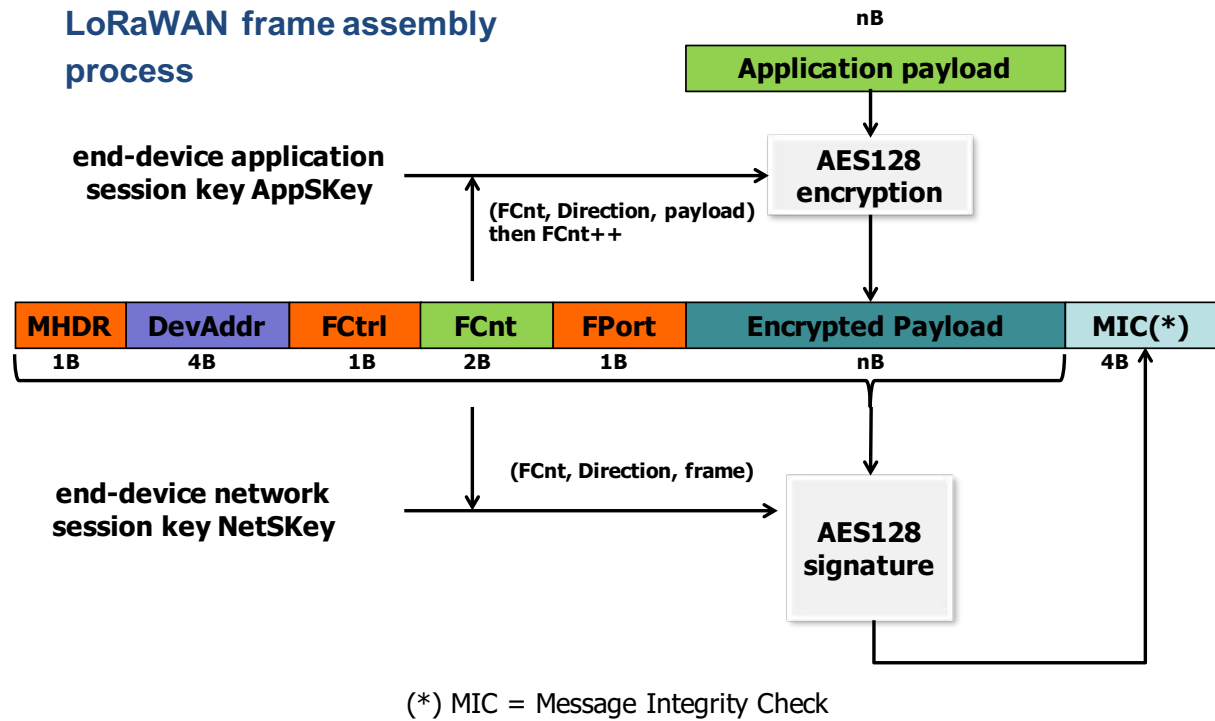 LoRaWAN frame assembly
process
nB
Application payload
end-device application
session key AppSKey
AES128
encryption
(FCnt, Direction, payload)
then FCnt++
MHDR DevAddr FCtrl FCnt FPort Encrypted Payload MIC(*)
1B 4B 1B 2B 1B nB 4B
(FCnt, Direction, frame)
end-device network
session key NetSKey
AES128
signature
(*) MIC = Message Integrity Check